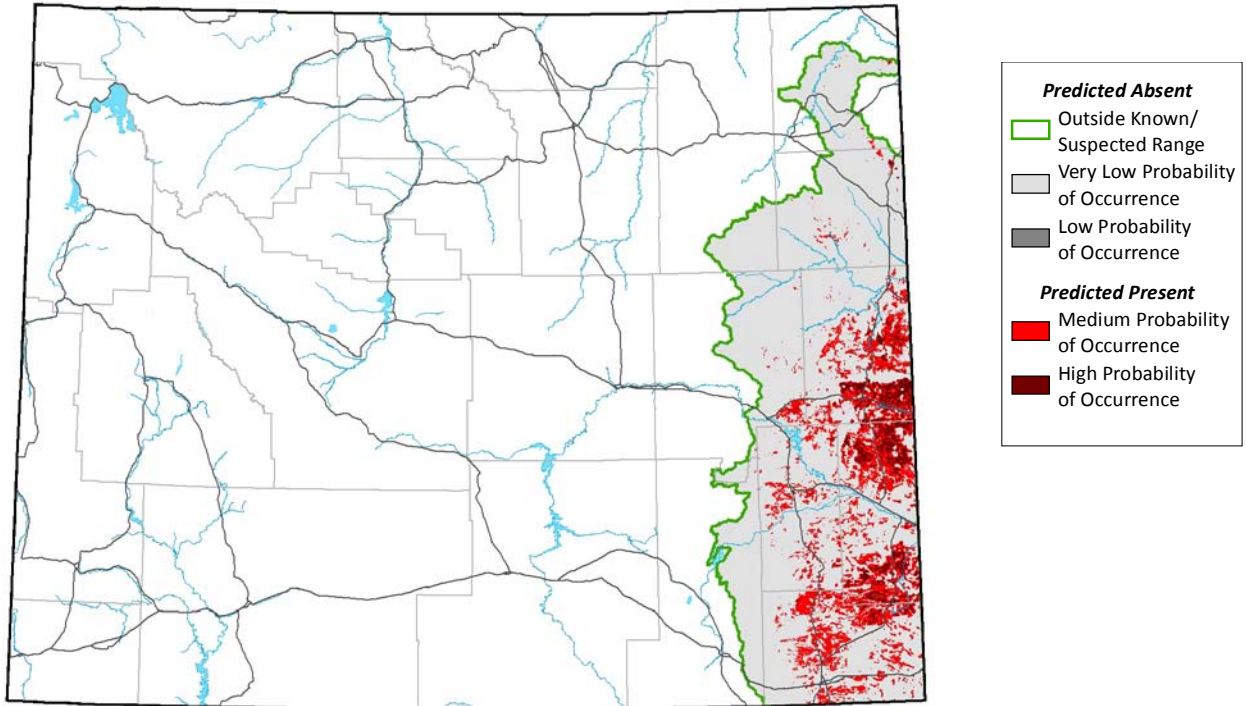 Predicted Absent
Outside Known/
Suspected Range
Very Low Probability
of Occurrence
Low Probability
of Occurrence
Predicted Present
Medium Probability
of Occurrence
High Probability
of Occurrence